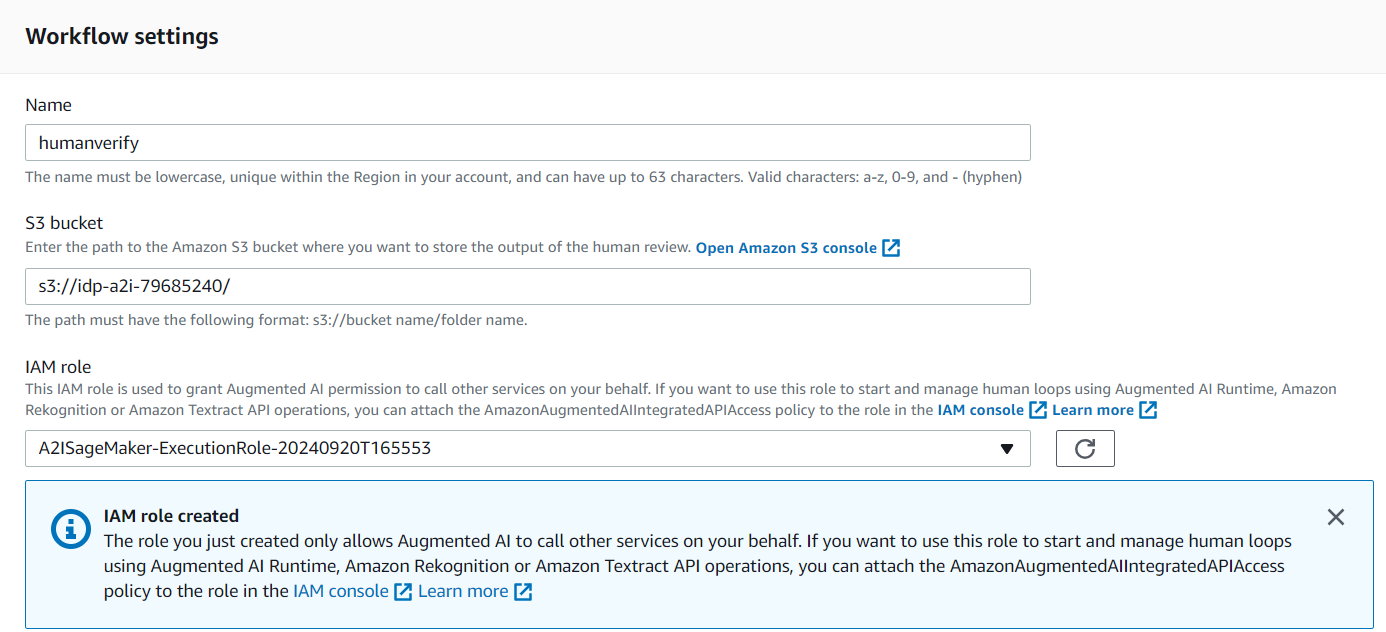 Workflow settings
Name
humanverify
The name must be lowercase, unique within the Region in your account, and can have up to 63 characters. Valid characters: a-z, 0-9, and - (hyphen)
S3 bucket
Enter the path to the Amazon S3 bucket where you want to store the output of the human review. Open Amazon S3 console
s3://idp-a2i-79685240/
The path must have the following format: s3://bucket name/folder name.
IAM role
This IAM role is used to grant Augmented AI permission to call other services on your behalf. If you want to use this role to start and manage human loops using Augmented AI Runtime, Amazon
Rekognition or Amazon Textract API operations, you can attach the AmazonAugmentedAIIntegratedAPIAccess policy to the role in the IAM console Learn more
A2ISageMaker-ExecutionRole-20240920T165553
IAM role created
The role you just created only allows Augmented AI to call other services on your behalf. If you want to use this role to start and manage human loops
using Augmented AI Runtime, Amazon Rekognition or Amazon Textract API operations, you can attach the AmazonAugmentedAIIntegratedAPIAccess
policy to the role in the IAM console Learn more